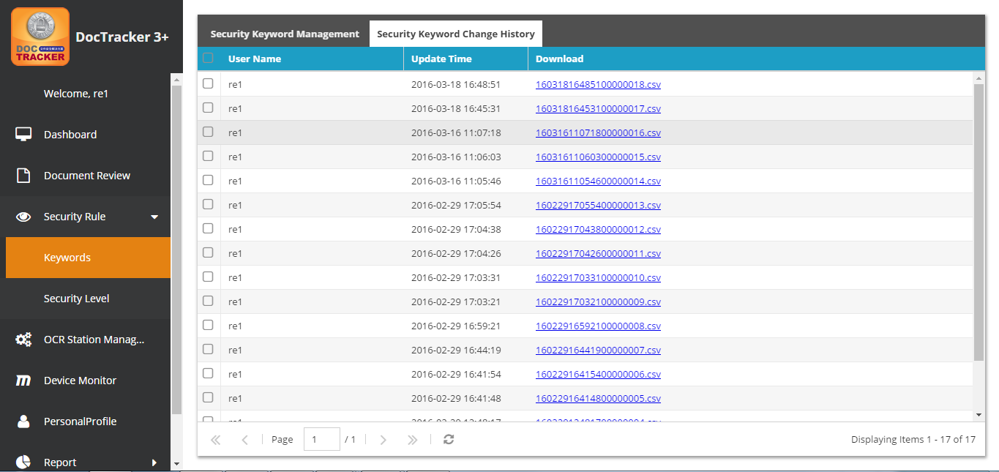 DOC 文件安全解决方案
TRACKER
DocTracker 3+
Welcome, re1
Dashboard
Document Review
Security Rule
Keywords
Security Level
OCR Station Manag...
Device Monitor
PersonalProfile
Report
Security Keyword Management Security Keyword Change History
User Name Update Time Download
re1 2016-03-18 16:48:51 16031816485100000018.csv
re1 2016-03-18 16:45:31 16031816453100000017.csv
re1 2016-03-16 11:07:18 16031611071800000016.csv
re1 2016-03-16 11:06:03 16031611060300000015.csv
re1 2016-03-16 11:05:46 16031611054600000014.csv
re1 2016-02-29 17:05:54 16022917055400000013.csv
re1 2016-02-29 17:04:38 16022917043800000012.csv
re1 2016-02-29 17:04:26 16022917042600000011.csv
re1 2016-02-29 17:03:31 16022917033100000010.csv
re1 2016-02-29 17:03:21 16022917032100000009.csv
re1 2016-02-29 16:59:21 16022916592100000008.csv
re1 2016-02-29 16:44:19 16022916441900000007.csv
re1 2016-02-29 16:41:54 16022916415400000006.csv
re1 2016-02-29 16:41:48 16022916414800000005.csv
Page 1 / 1
Displaying Items 1 - 17 of 17